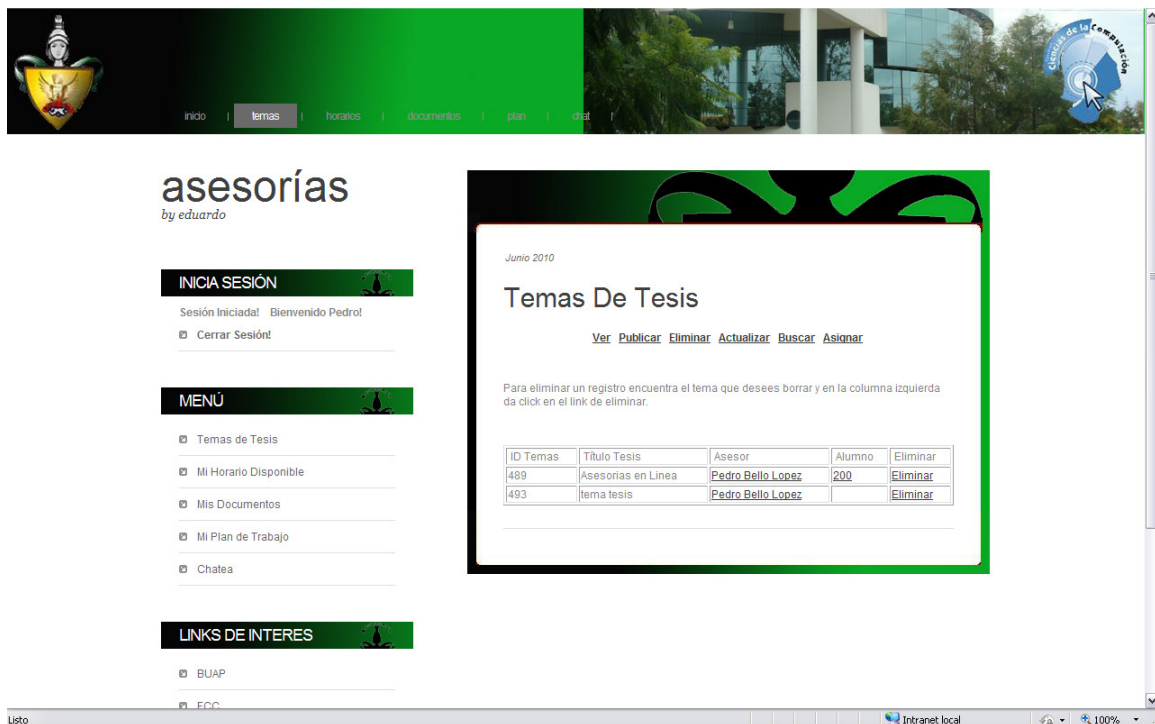 Ciencias de la Computación
inicio | temas | horarios | documentos | plan | chat |
asesorías
by eduardo
INICIA SESIÓN
Sesión Iniciada! Bienvenido Pedro!
Cerrar Sesión!
MENÚ
Temas de Tesis
Mi Horario Disponible
Mis Documentos
Mi Plan de Trabajo
Chatea
LINKS DE INTERES
BUAP
FCC
Junio 2010
Temas De Tesis
Ver Publicar Eliminar Actualizar Buscar Asignar
Para eliminar un registro encuentra el tema que desees borrar y en la columna izquierda
da click en el link de eliminar.
ID Temas Título Tesis Asesor Alumno Eliminar
489 Asesorias en Linea Pedro Bello Lopez 200 Eliminar
493 tema tesis Pedro Bello Lopez Eliminar
Listo Intranet local 100%